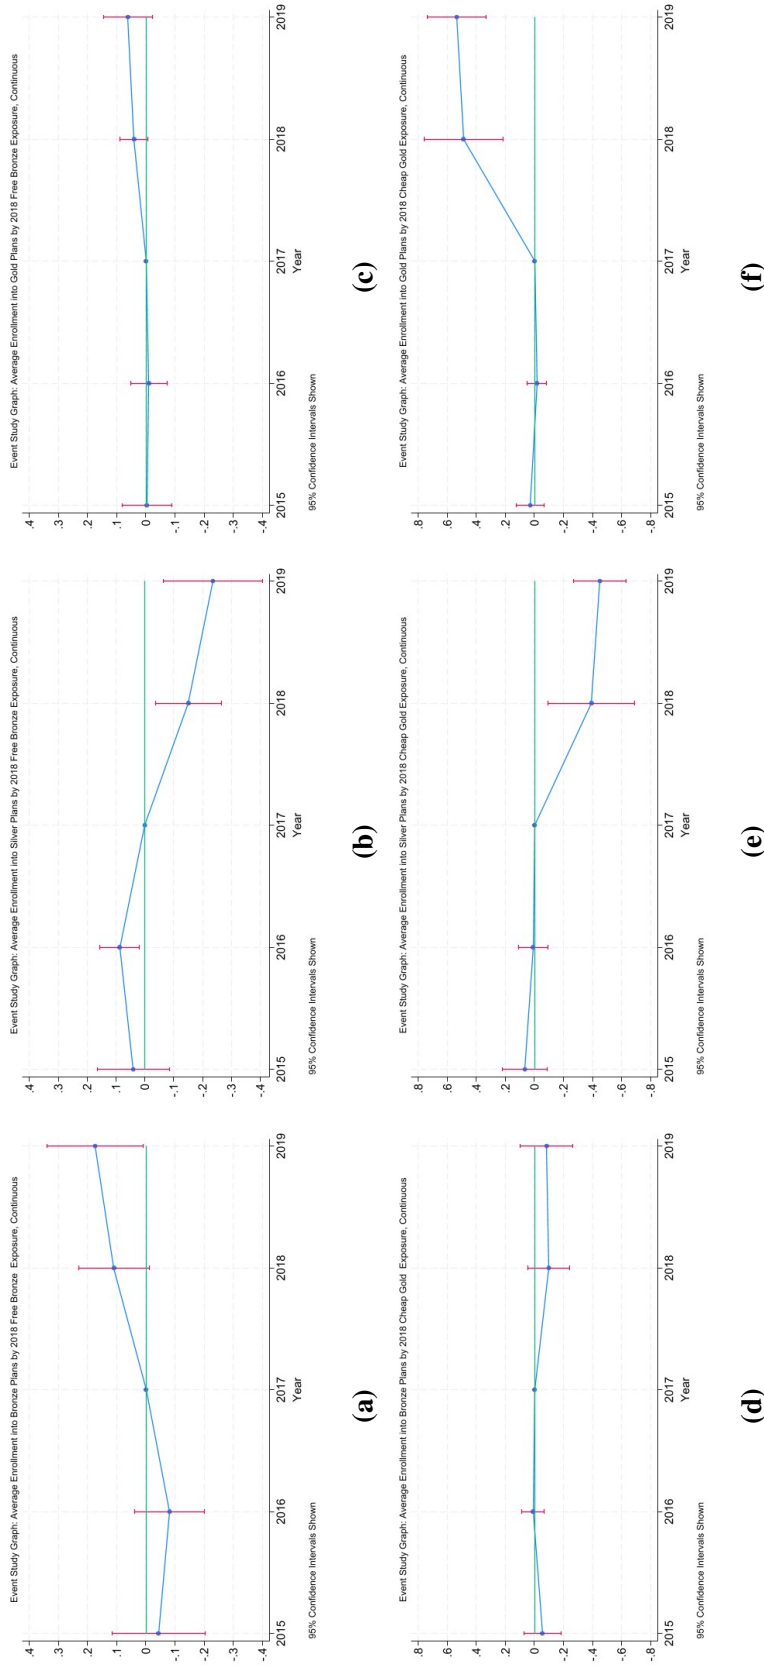 Event Study Graph: Average Enrollment into Bronze Plans by 2018 Free Bronze Exposure, Continuous
.4
.3
.2
.1
0
-.1
-.2
-.3
-.4
2015 2016 2017 2018 2019
Year
95% Confidence Intervals Shown
(a)
Event Study Graph: Average Enrollment into Silver Plans by 2018 Free Bronze Exposure, Continuous
.4
.3
.2
.1
0
-.1
-.2
-.3
-.4
2015 2016 2017 2018 2019
Year
95% Confidence Intervals Shown
(b)
Event Study Graph: Average Enrollment into Gold Plans by 2018 Free Bronze Exposure, Continuous
.4
.3
.2
.1
0
-.1
-.2
-.3
-.4
2015 2016 2017 2018 2019
Year
95% Confidence Intervals Shown
(c)
Event Study Graph: Average Enrollment into Bronze Plans by 2018 Cheap Gold Exposure, Continuous
.8
.6
.4
.2
0
-.2
-.4
-.6
-.8
2015 2016 2017 2018 2019
Year
95% Confidence Intervals Shown
(d)
Event Study Graph: Average Enrollment into Silver Plans by 2018 Cheap Gold Exposure, Continuous
.8
.6
.4
.2
0
-.2
-.4
-.6
-.8
2015 2016 2017 2018 2019
Year
95% Confidence Intervals Shown
(e)
Event Study Graph: Average Enrollment into Gold Plans by 2018 Cheap Gold Exposure, Continuous
.8
.6
.4
.2
0
-.2
-.4
-.6
-.8
2015 2016 2017 2018 2019
Year
95% Confidence Intervals Shown
(f)